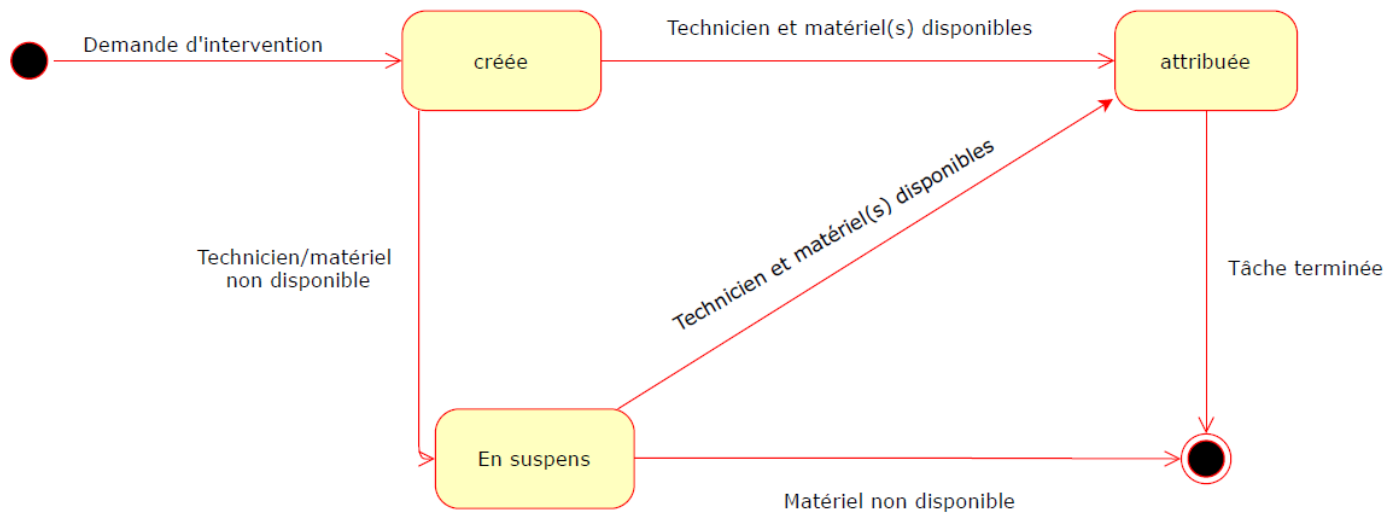 Demande d'intervention
créée
Technicien et matériel(s) disponibles
attribuée
Technicien et matériel(s) disponibles
Technicien/matériel
non disponible
Tâche terminée
En suspens
Matériel non disponible